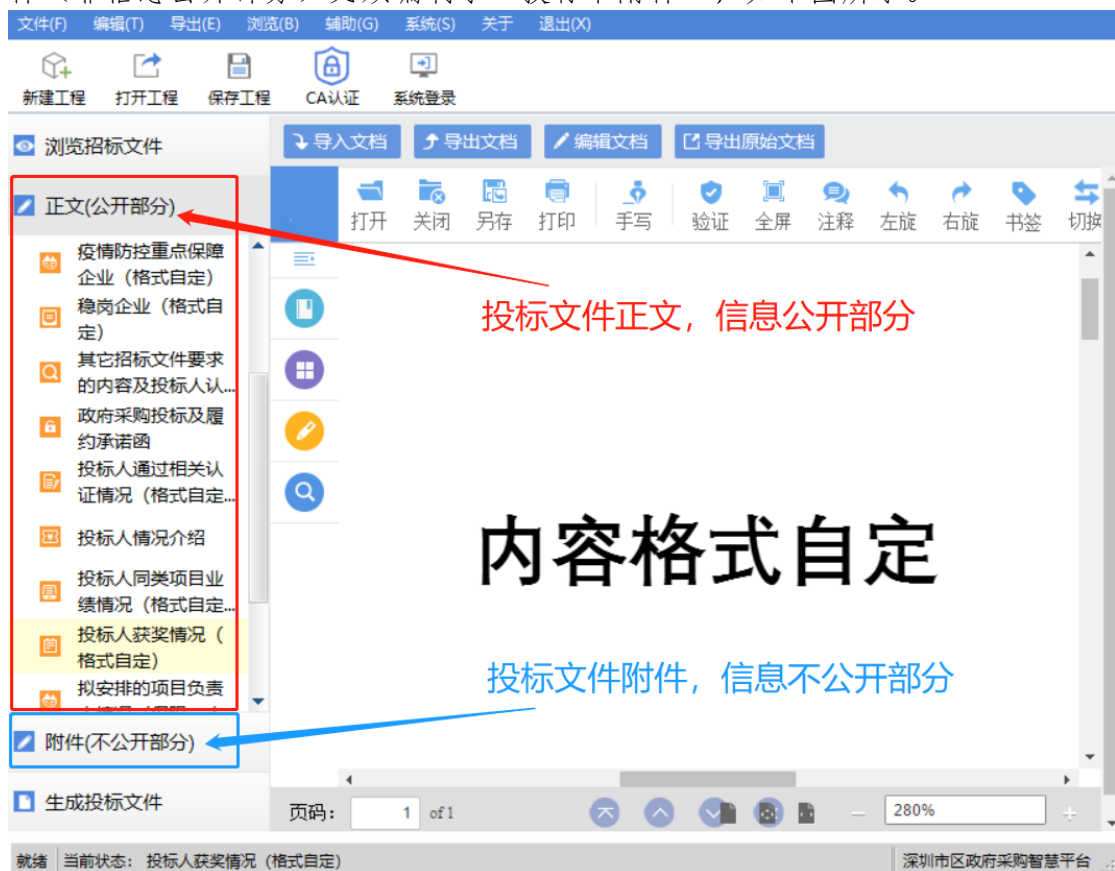 文件(F) 编辑(T) 导出(E) 浏览(B) 辅助(G) 系统(S) 关于 退出(X)
新建工程 打开工程 保存工程 CA认证 系统登录
浏览招标文件
导入文档 导出文档 编辑文档 导出原始文档
正文(公开部分)
打开 关闭 另存 打印 手写 验证 全屏 注释 左旋 右旋 书签 切换
疫情防控重点保障
企业（格式自定）
稳岗企业（格式自
定）
其它招标文件要求
的内容及投标人认...
政府采购投标及履
约承诺函
投标人通过相关认
证情况（格式自定...
投标人情况介绍
投标人同类项目业
绩情况（格式自定...
投标人获奖情况（
格式自定）
拟安排的项目负责
投标文件正文，信息公开部分
内容格式自定
投标文件附件，信息不公开部分
附件(不公开部分)
生成投标文件
页码: 1 of 1 280%
就绪 当前状态: 投标人获奖情况（格式自定） 深圳市区政府采购智慧平台